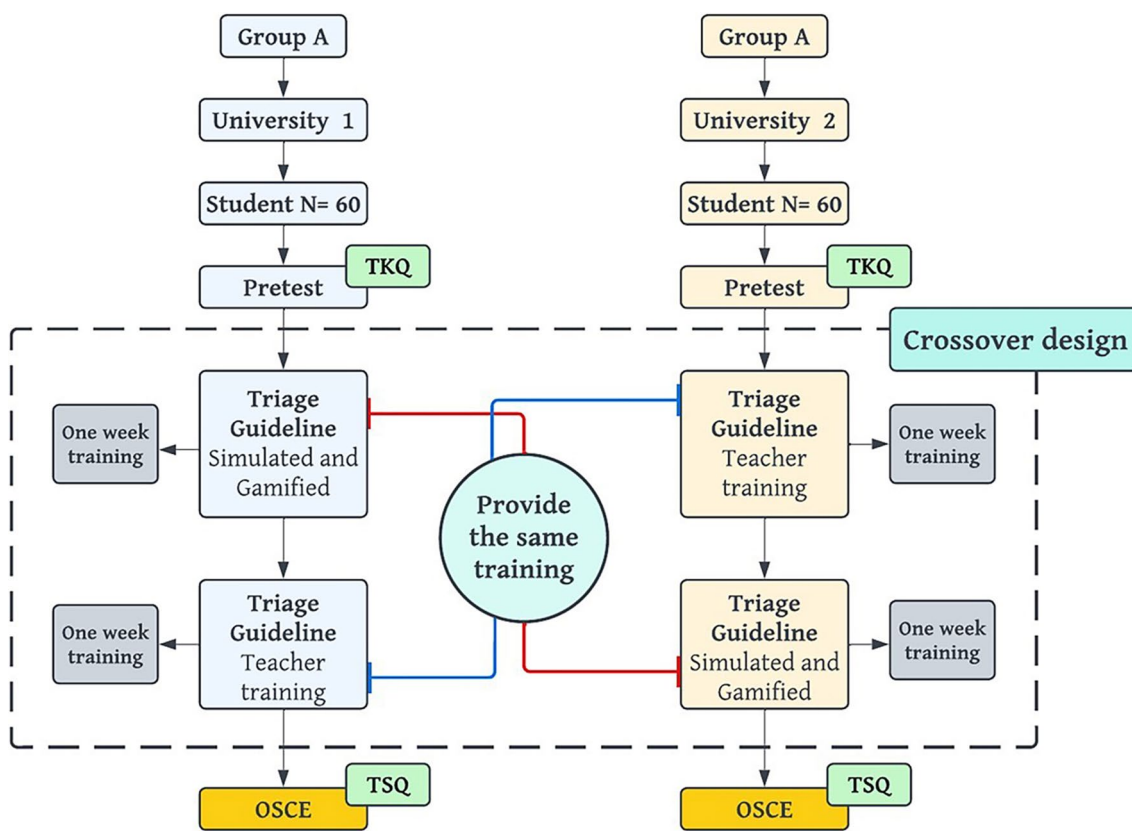 Group A
University 1
Student N= 60
TKQ
Pretest
Group A
University 2
Student N= 60
TKQ
Pretest
Crossover design
One week
training
Triage
Guideline
Simulated and
Gamified
Triage
Guideline
Teacher
training
One week
training
Provide
the same
training
One week
training
Triage
Guideline
Teacher
training
Triage
Guideline
Simulated and
Gamified
One week
training
TSQ
OSCE
TSQ
OSCE